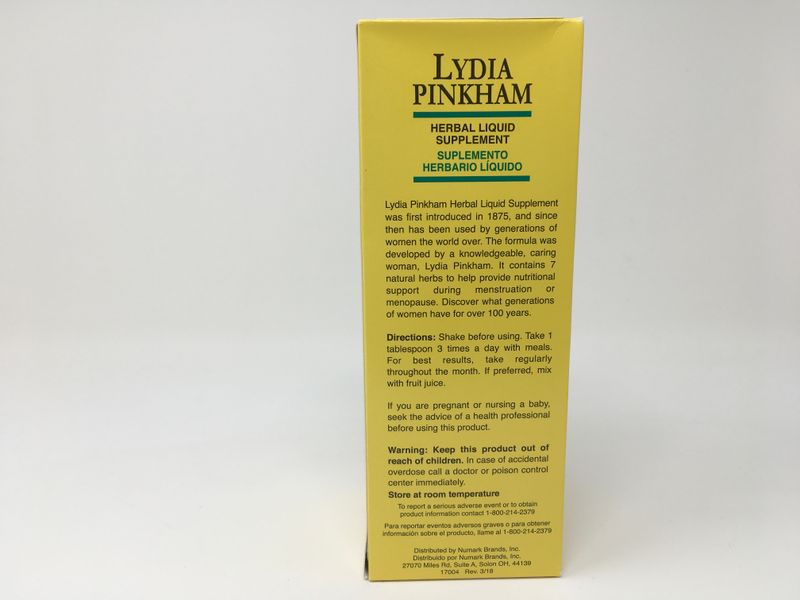 LYDIA
PINKHAM
HERBAL LIQUID
SUPPLEMENT
SUPLEMENTO
HERBARIO LÍQUIDO
Lydia Pinkham Herbal Liquid Supplement
was first introduced in 1875, and since
then has been used by generations of
women the world over. The formula was
developed by a knowledgeable, caring
woman, Lydia Pinkham. It contains 7
natural herbs to help provide nutritional
support during menstruation or
menopause. Discover what generations
of women have for over 100 years.
Directions: Shake before using. Take 1
tablespoon 3 times a day with meals.
For best results, take regularly
throughout the month. If preferred, mix
with fruit juice.
If you are pregnant or nursing a baby,
seek the advice of a health professional
before using this product.
Warning: Keep this product out of
reach of children. In case of accidental
overdose call a doctor or poison control
center immediately.
Store at room temperature
To report a serious adverse event or to obtain
product information contact 1-800-214-2379
Para reportar eventos adversos graves o para obtener
información sobre el producto, llame al 1-800-214-2379
Distributed by Numark Brands, Inc.
Distribuido por Numark Brands, Inc.
27070 Miles Rd, Suite A, Solon OH, 44139
17004 Rev. 3/18